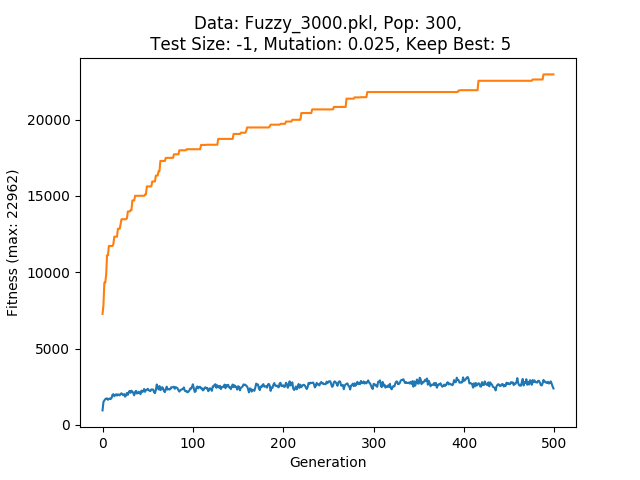 Data: Fuzzy_3000.pkl, Pop: 300,
Test Size: -1, Mutation: 0.025, Keep Best: 5
Fitness (max: 22962)
20000
15000
10000
5000
0
0 100 200 300 400 500
Generation